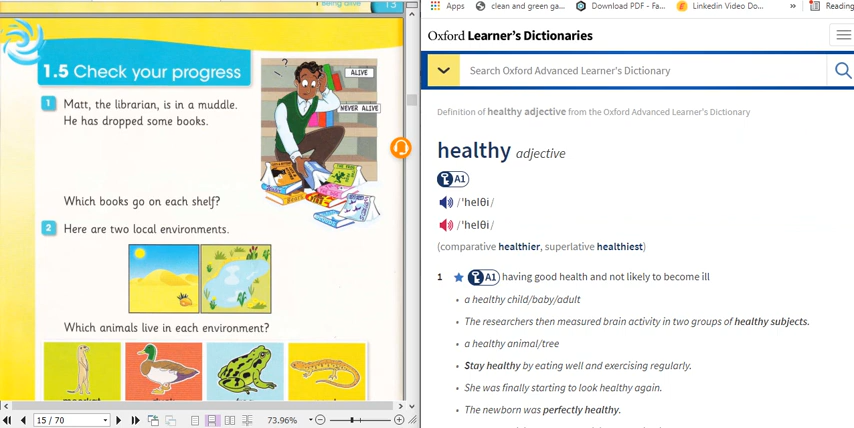 1 Being alive 13
1.5 Check your progress
ALIVE
NEVER ALIVE
1 Matt, the librarian, is in a muddle.
He has dropped some books.
Which books go on each shelf?
2 Here are two local environments.
Which animals live in each environment?
15 / 70
73.96%
Apps clean and green ga... Download PDF - Fa... Linkedin Video Do... » Reading
Oxford Learner's Dictionaries
Search Oxford Advanced Learner's Dictionary
Definition of healthy adjective from the Oxford Advanced Learner's Dictionary
healthy adjective
A1
/ˈhelθi/
/ˈhelθi/
(comparative healthier, superlative healthiest)
1 A1 having good health and not likely to become ill
• a healthy child/baby/adult
• The researchers then measured brain activity in two groups of healthy subjects.
• a healthy animal/tree
• Stay healthy by eating well and exercising regularly.
• She was finally starting to look healthy again.
• The newborn was perfectly healthy.